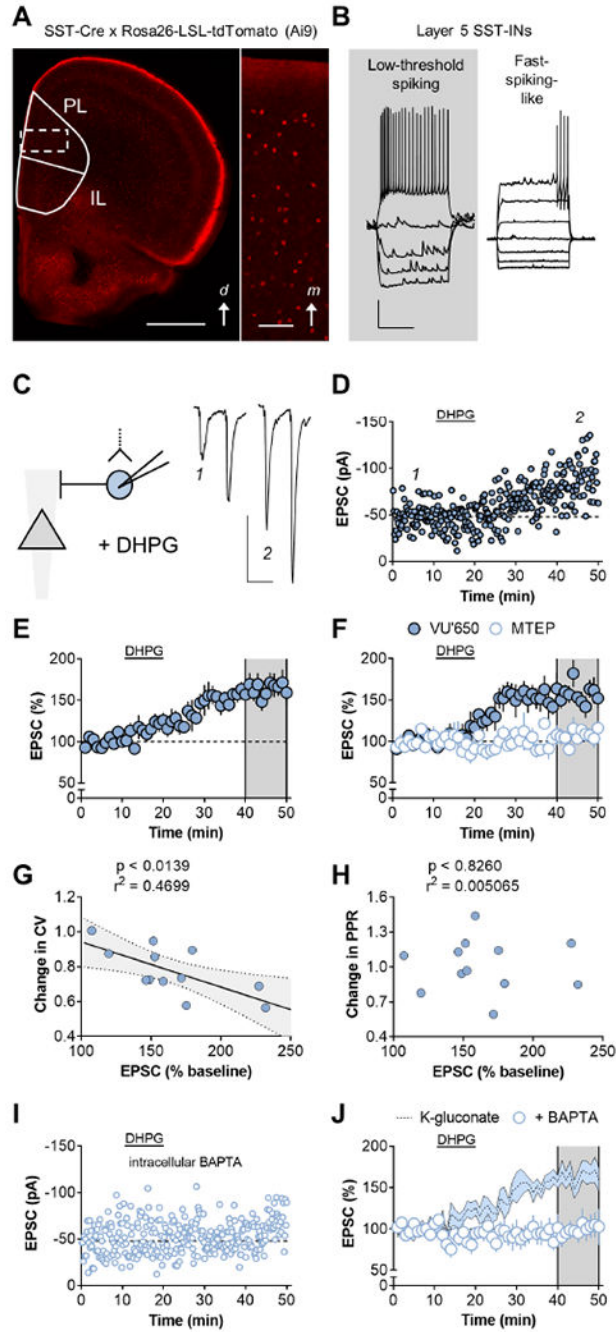 A
SST-Cre x Rosa26-LSL-tdTomato (Ai9)
PL
IL
d
m
B
Layer 5 SST-INs
Low-threshold
spiking
Fast-
spiking-
like
C
1
2
+ DHPG
D
DHPG
2
1
-150
-100
-50
0
EPSC (pA)
0 10 20 30 40 50
Time (min)
E
DHPG
200
150
100
50
0
EPSC (%)
0 10 20 30 40 50
Time (min)
F
VU'650 MTEP
DHPG
200
150
100
50
0
EPSC (%)
0 10 20 30 40 50
Time (min)
G
p < 0.0139
r² = 0.4699
1.2
1.0
0.8
0.6
0.4
Change in CV
100 150 200 250
EPSC (% baseline)
H
p < 0.8260
r² = 0.005065
1.6
1.3
1.0
0.7
0.4
Change in PPR
100 150 200 250
EPSC (% baseline)
I
DHPG
intracellular BAPTA
-150
-100
-50
0
EPSC (pA)
0 10 20 30 40 50
Time (min)
J
K-gluconate + BAPTA
DHPG
200
150
100
50
0
EPSC (%)
0 10 20 30 40 50
Time (min)